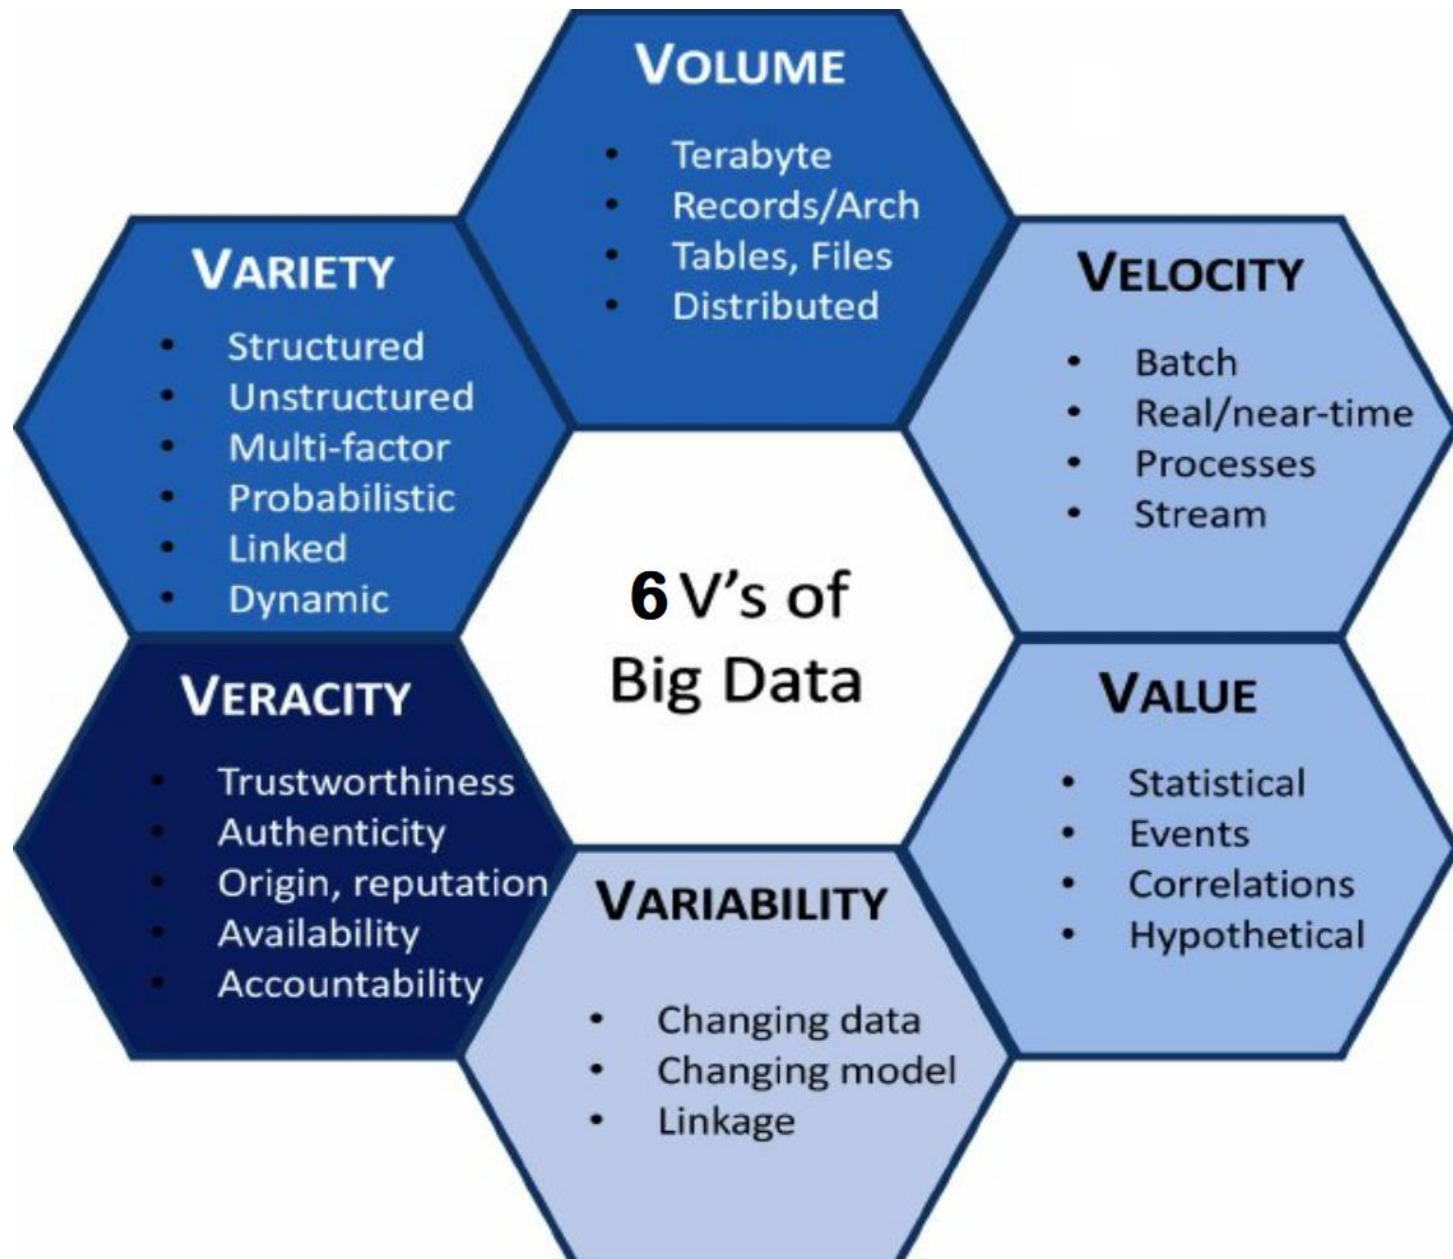 VOLUME
• Terabyte
• Records/Arch
• Tables, Files
• Distributed
VARIETY
• Structured
• Unstructured
• Multi-factor
• Probabilistic
• Linked
• Dynamic
VELOCITY
• Batch
• Real/near-time
• Processes
• Stream
6 V’s of
Big Data
VERACITY
• Trustworthiness
• Authenticity
• Origin, reputation
• Availability
• Accountability
VALUE
• Statistical
• Events
• Correlations
• Hypothetical
VARIABILITY
• Changing data
• Changing model
• Linkage